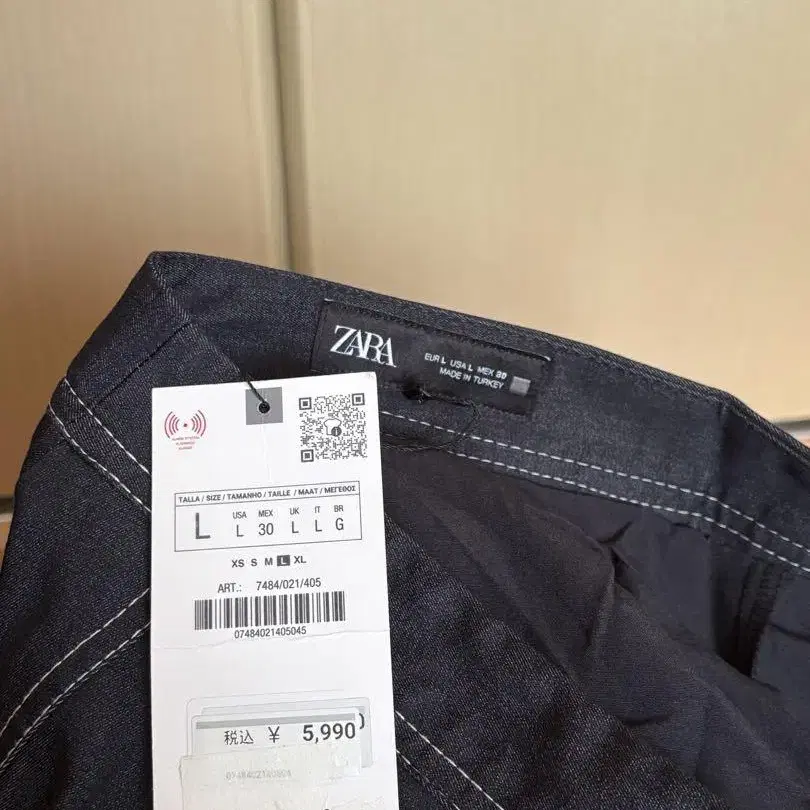 ZARA
EUR L USA L MEX 30
MADE IN TURKEY
TALLA / SIZE / TAMANHO / TAILLE / MAAT / ΜΕΓΕΘΟΣ
L
USA MEX UK IT BR
L 30 L L G
XS S M L XL
ART.: 7484/021/405
07484021405045
税込 ¥ 5,990